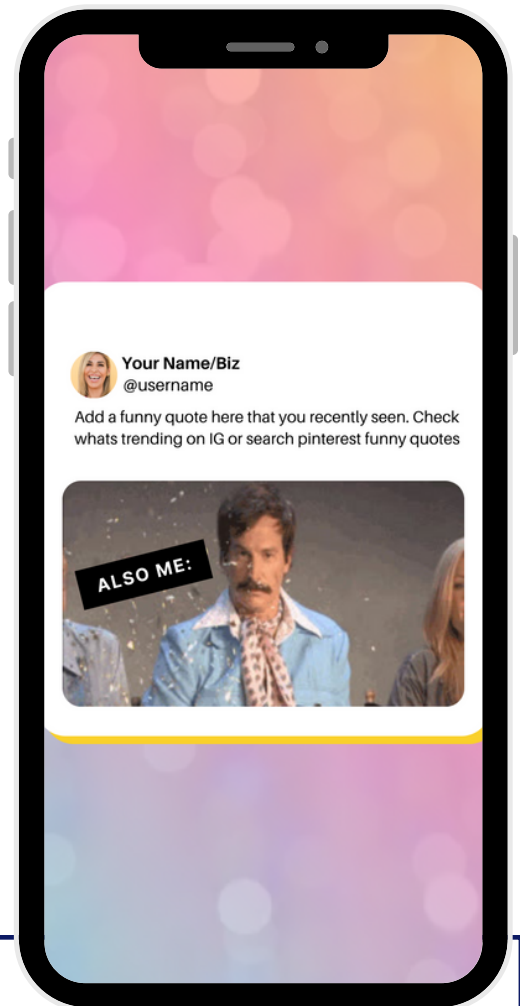 Your Name/Biz
@username
Add a funny quote here that you recently seen. Check
whats trending on IG or search pinterest funny quotes
ALSO ME: